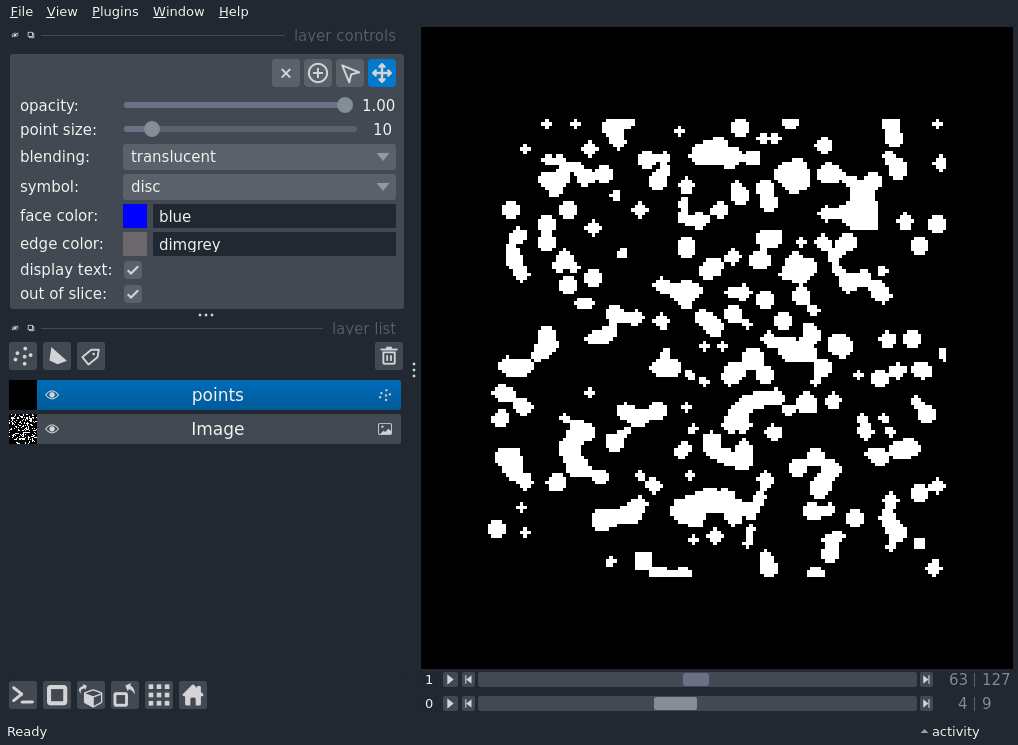 File View Plugins Window Help
layer controls
opacity: 1.00
point size: 10
blending: translucent
symbol: disc
face color: blue
edge color: dimgrey
display text:
out of slice:
layer list
points
Image
1 63 | 127
0 4 | 9
Ready activity